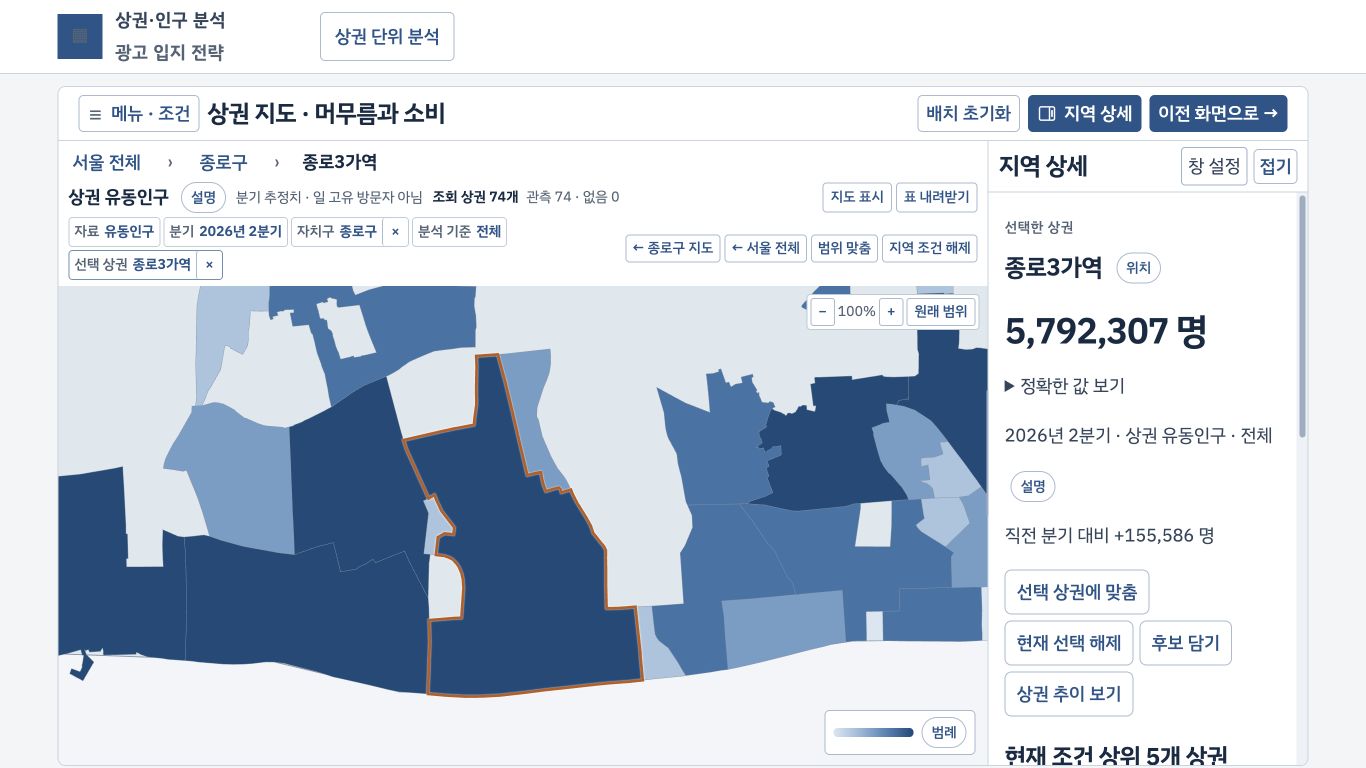 상권·인구 분석
광고 입지 전략
상권 단위 분석
≡ 메뉴 · 조건
상권 지도 · 머무름과 소비
배치 초기화
지역 상세
이전 화면으로 →
서울 전체 › 종로구 › 종로3가역
상권 유동인구 설명 분기 추정치 · 일 고유 방문자 아님 조회 상권 74개 관측 74 · 없음 0
지도 표시 표 내려받기
자료 유동인구 분기 2026년 2분기 자치구 종로구 × 분석 기준 전체
선택 상권 종로3가역 ×
← 종로구 지도 ← 서울 전체 범위 맞춤 지역 조건 해제
− 100% + 원래 범위
범례
지역 상세 창 설정 접기
선택한 상권
종로3가역 위치
5,792,307 명
▶ 정확한 값 보기
2026년 2분기 · 상권 유동인구 · 전체
설명
직전 분기 대비 +155,586 명
선택 상권에 맞춤
현재 선택 해제 후보 담기
상권 추이 보기
현재 조건 상위 5개 상권